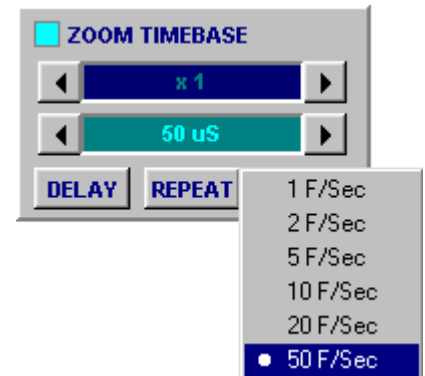 ZOOM TIMEBASE
x 1
50 uS
DELAY REPEAT
1 F/Sec
2 F/Sec
5 F/Sec
10 F/Sec
20 F/Sec
50 F/Sec